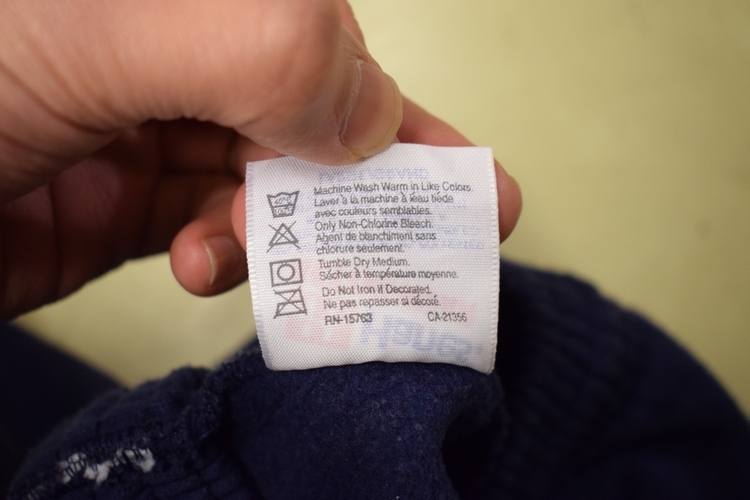 Machine Wash Warm in Like Colors.
Laver à la machine à l'eau tiède
avec couleurs semblables.
Only Non-Chlorine Bleach.
Agent de blanchiment sans
chlorure seulement.
Tumble Dry Medium.
Sécher à température moyenne.
Do Not Iron If Decorated.
Ne pas repasser si décoré.
RN-15763 CA-21356
Hanes